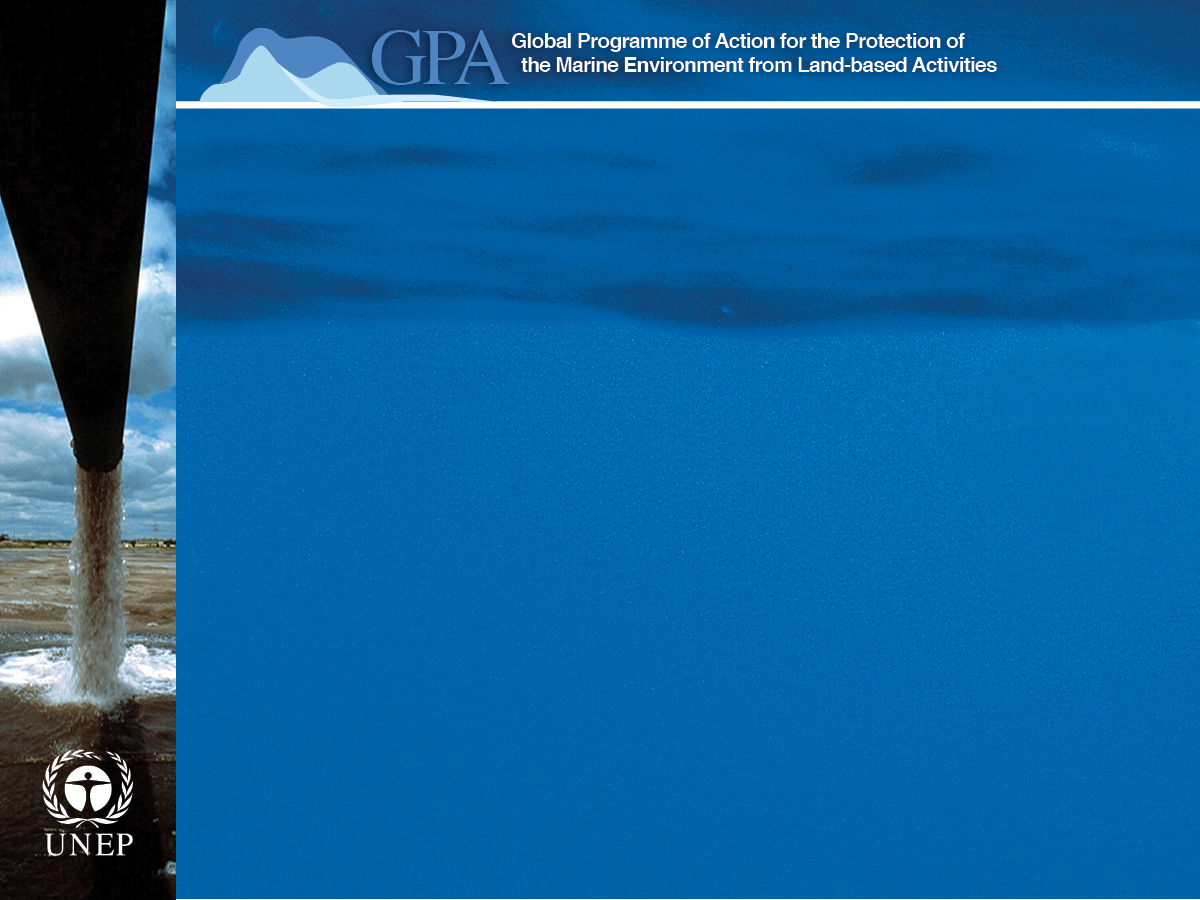 GPA
Global Programme of Action for the Protection of
the Marine Environment from Land-based Activities
UNEP